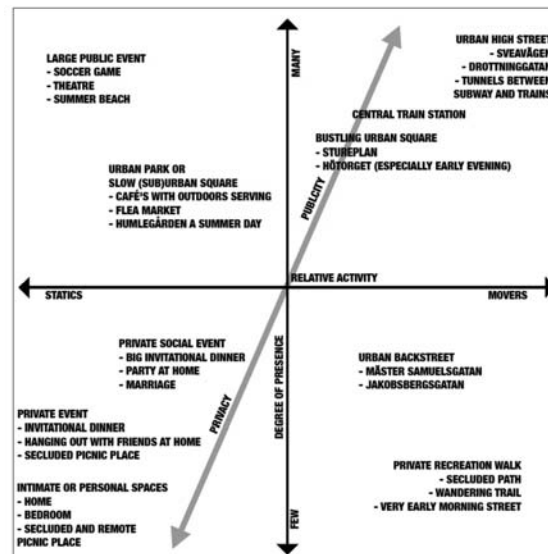 LARGE PUBLIC EVENT
- SOCCER GAME
- THEATRE
- SUMMER BEACH
MANY
URBAN HIGH STREET
- SVEAVÄGEN
- DROTTNINGGATAN
- TUNNELS BETWEEN
SUBWAY AND TRAINS
CENTRAL TRAIN STATION
BUSTLING URBAN SQUARE
- STUREPLAN
- HÖTORGET (ESPECIALLY EARLY EVENING)
URBAN PARK OR
SLOW (SUB)URBAN SQUARE
- CAFÉ'S WITH OUTDOORS SERVING
- FLEA MARKET
- HUMLEGÅRDEN A SUMMER DAY
PUBLCITY
RELATIVE ACTIVITY
STATICS
MOVERS
PRIVATE SOCIAL EVENT
- BIG INVITATIONAL DINNER
- PARTY AT HOME
- MARRIAGE
PRIVACY
DEGREE OF PRESENCE
URBAN BACKSTREET
- MÄSTER SAMUELSGATAN
- JAKOBSBERGSGATAN
PRIVATE EVENT
- INVITATIONAL DINNER
- HANGING OUT WITH FRIENDS AT HOME
- SECLUDED PICNIC PLACE
PRIVATE RECREATION WALK
- SECLUDED PATH
- WANDERING TRAIL
- VERY EARLY MORNING STREET
INTIMATE OR PERSONAL SPACES
- HOME
- BEDROOM
- SECLUDED AND REMOTE
PICNIC PLACE
FEW